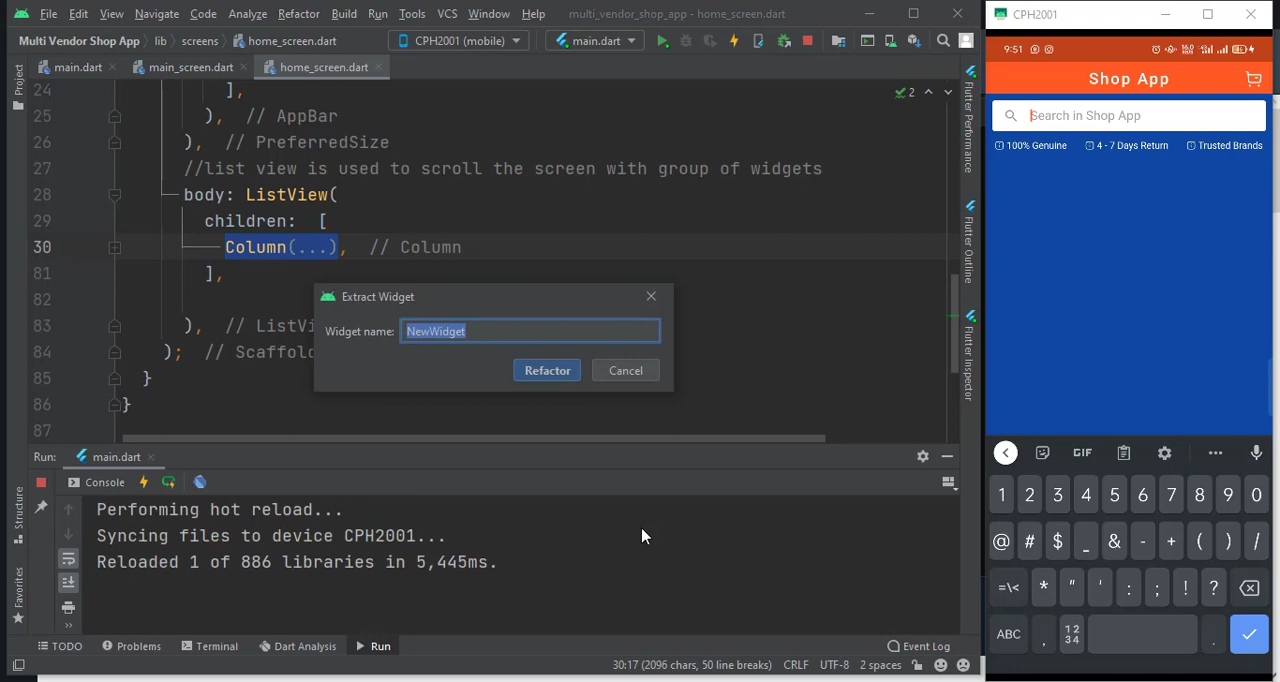 File Edit View Navigate Code Analyze Refactor Build Run Tools VCS Window Help multi_vendor_shop_app - home_screen.dart
Multi Vendor Shop App lib screens home_screen.dart CPH2001 (mobile) main.dart
main.dart main_screen.dart home_screen.dart
Project
24 ],
2
25 ), // AppBar
26 ), // PreferredSize
27 //list view is used to scroll the screen with group of widgets
28 body: ListView(
29 children: [
30 Column(...), // Column
81 ],
82
83 ), // ListVi
84 ); // Scaffold
85 }
86 }
87
Extract Widget
Widget name: NewWidget
Refactor Cancel
Flutter Performance
Flutter Outline
Flutter Inspector
Run: main.dart
Console
Performing hot reload...
Syncing files to device CPH2001...
Reloaded 1 of 886 libraries in 5,445ms.
Structure
Favorites
TODO Problems Terminal Dart Analysis Run Event Log
30:17 (2096 chars, 50 line breaks) CRLF UTF-8 2 spaces
CPH2001
9:51
Shop App
Search in Shop App
100% Genuine 4 - 7 Days Return Trusted Brands
GIF
1 2 3 4 5 6 7 8 9 0
@ # $ _ & - + ( ) /
=\< * " ' : ; ! ?
ABC , 12 34 .